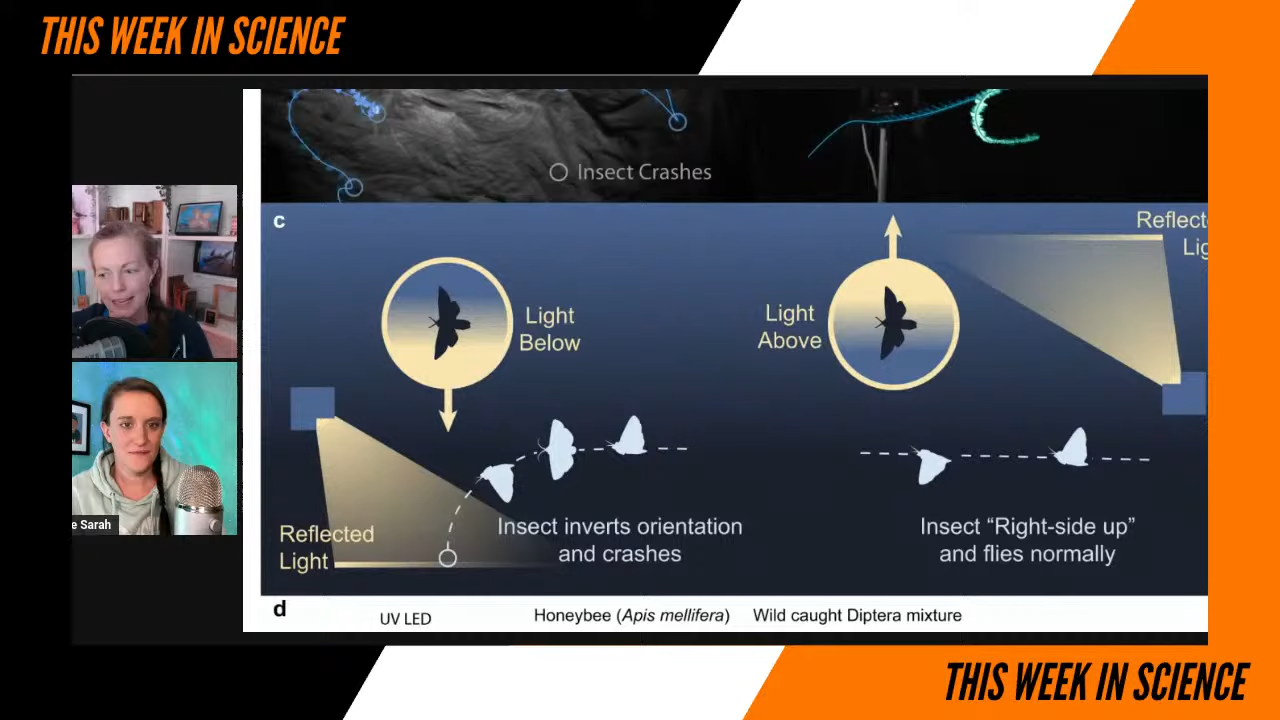 THIS WEEK IN SCIENCE
Insect Crashes
c
Light
Below
Light
Above
Reflecte
Lig
Reflected
Light
Insect inverts orientation
and crashes
Insect “Right-side up”
and flies normally
e Sarah
d
UV LED
Honeybee (Apis mellifera)
Wild caught Diptera mixture
THIS WEEK IN SCIENCE